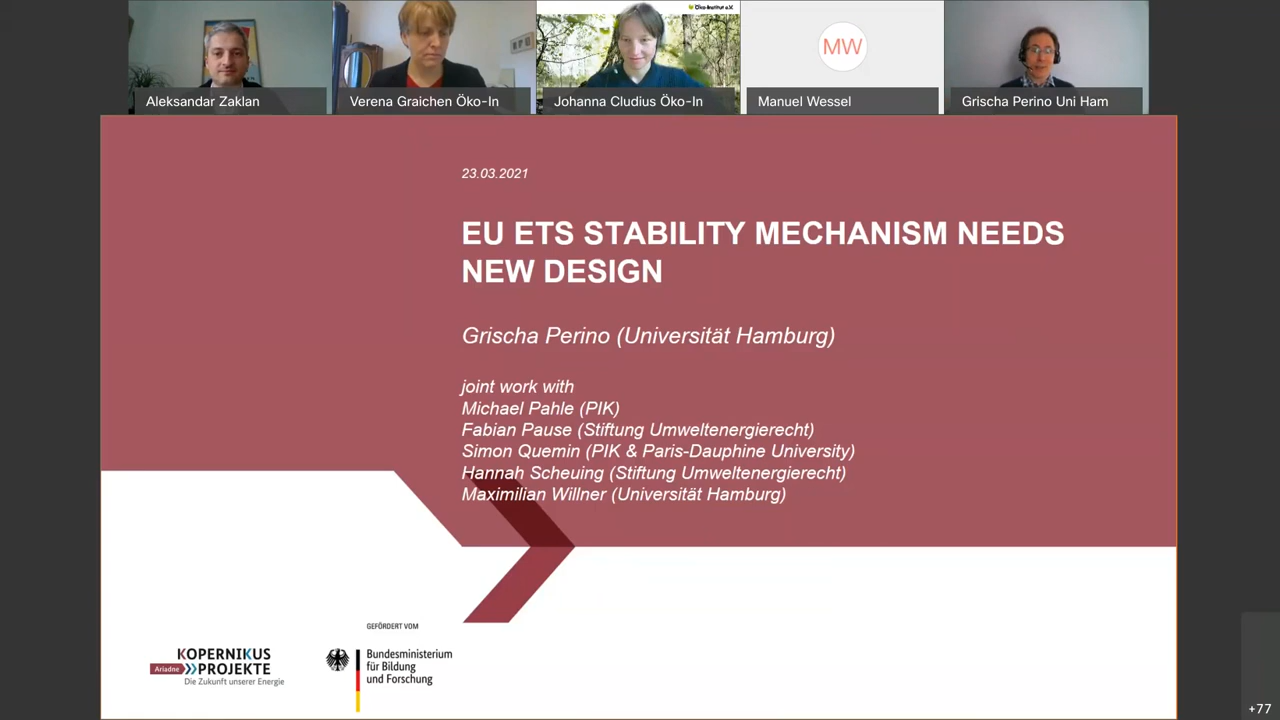 Öko-Institut e.V.
MW
Aleksandar Zaklan
Verena Graichen Öko-In
Johanna Cludius Öko-In
Manuel Wessel
Grischa Perino Uni Ham
23.03.2021
EU ETS STABILITY MECHANISM NEEDS
NEW DESIGN
Grischa Perino (Universität Hamburg)
joint work with
Michael Pahle (PIK)
Fabian Pause (Stiftung Umweltenergierecht)
Simon Quemin (PIK & Paris-Dauphine University)
Hannah Scheuing (Stiftung Umweltenergierecht)
Maximilian Willner (Universität Hamburg)
GEFÖRDERT VOM
KOPERNIKUS
Ariadne PROJEKTE
Die Zukunft unserer Energie
Bundesministerium
für Bildung
und Forschung
+77